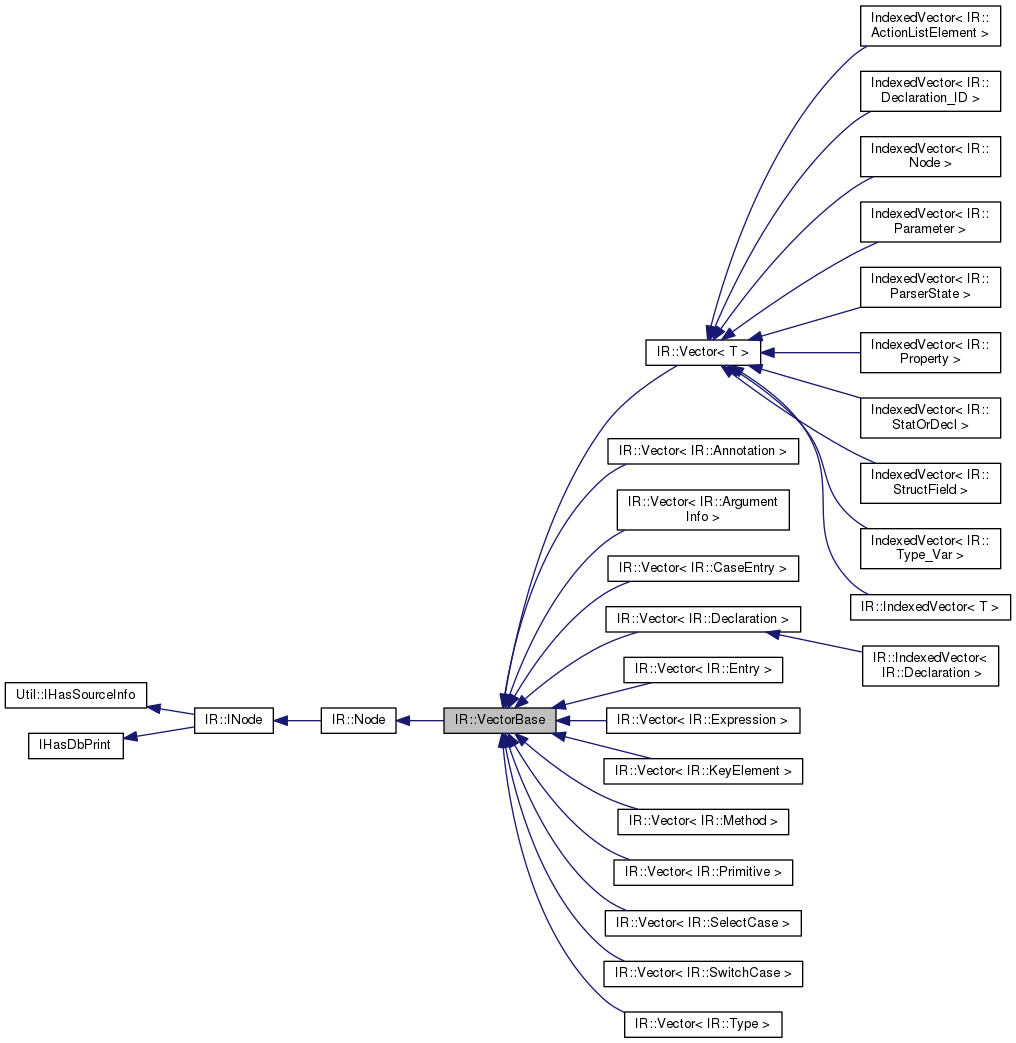 IndexedVector< IR::
ActionListElement >
IndexedVector< IR::
Declaration_ID >
IndexedVector< IR::
Node >
IndexedVector< IR::
Parameter >
IndexedVector< IR::
ParserState >
IR::Vector< T >
IndexedVector< IR::
Property >
IndexedVector< IR::
StatOrDecl >
IR::Vector< IR::Annotation >
IndexedVector< IR::
StructField >
IR::Vector< IR::Argument
Info >
IndexedVector< IR::
Type_Var >
IR::Vector< IR::CaseEntry >
IR::IndexedVector< T >
IR::Vector< IR::Declaration >
IR::IndexedVector<
IR::Declaration >
IR::Vector< IR::Entry >
Util::IHasSourceInfo
IHasDbPrint
IR::INode
IR::Node
IR::VectorBase
IR::Vector< IR::Expression >
IR::Vector< IR::KeyElement >
IR::Vector< IR::Method >
IR::Vector< IR::Primitive >
IR::Vector< IR::SelectCase >
IR::Vector< IR::SwitchCase >
IR::Vector< IR::Type >